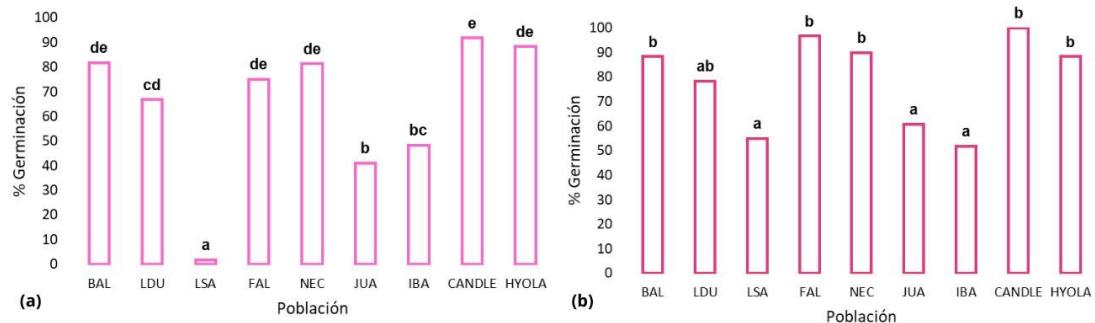 100
90
80
70
60
50
40
30
20
10
0
% Germinación
de
cd
a
de
de
b
bc
e
de
BAL LDU LSA FAL NEC JUA IBA CANDLE HYOLA
Población
(a)
100
90
80
70
60
50
40
30
20
10
0
% Germinación
b
ab
a
b
b
a
a
b
b
BAL LDU LSA FAL NEC JUA IBA CANDLE HYOLA
Población
(b)